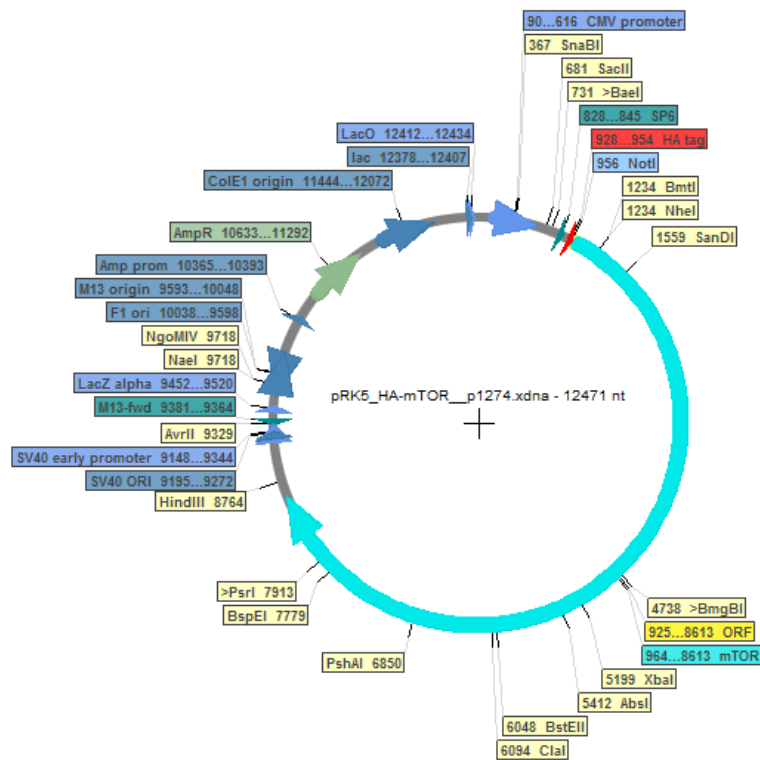 90...616 CMV promoter
367 SnaBI
681 SacII
731 >BaeI
828...845 SP6
928...954 HA tag
956 NotI
1234 BmtI
1234 NheI
1559 SanDI
LacO 12412...12434
lac 12378...12407
ColE1 origin 11444...12072
AmpR 10633...11292
Amp prom 10365...10393
M13 origin 9593...10048
F1 ori 10038...9598
NgoMIV 9718
NaeI 9718
LacZ alpha 9452...9520
M13-fwd 9381...9364
AvrII 9329
SV40 early promoter 9148...9344
SV40 ORI 9195...9272
HindIII 8764
pRK5_HA-mTOR__p1274.xdna - 12471 nt
>PsrI 7913
BspEI 7779
PshAI 6850
4738 >BmgBI
925...8613 ORF
964...8613 mTOR
5199 XbaI
5412 AbsI
6048 BstEII
6094 ClaI